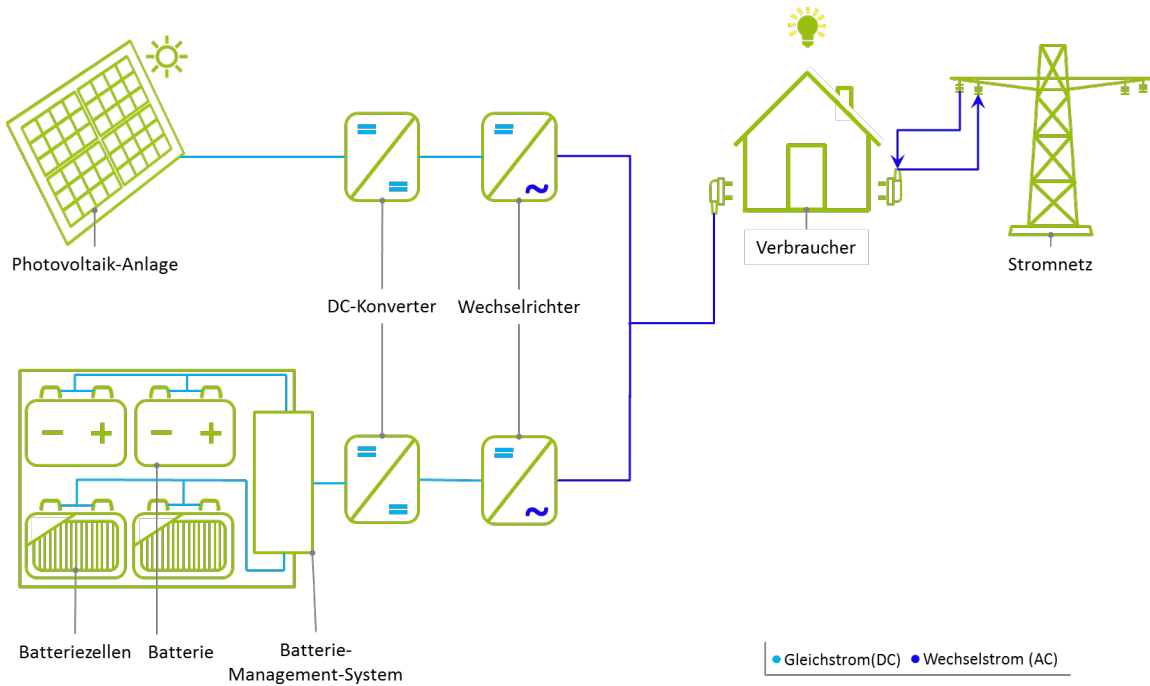 Photovoltaik-Anlage
Verbraucher
Stromnetz
DC-Konverter
Wechselrichter
Batteriezellen
Batterie
Batterie-
Management-System
Gleichstrom(DC)
Wechselstrom (AC)